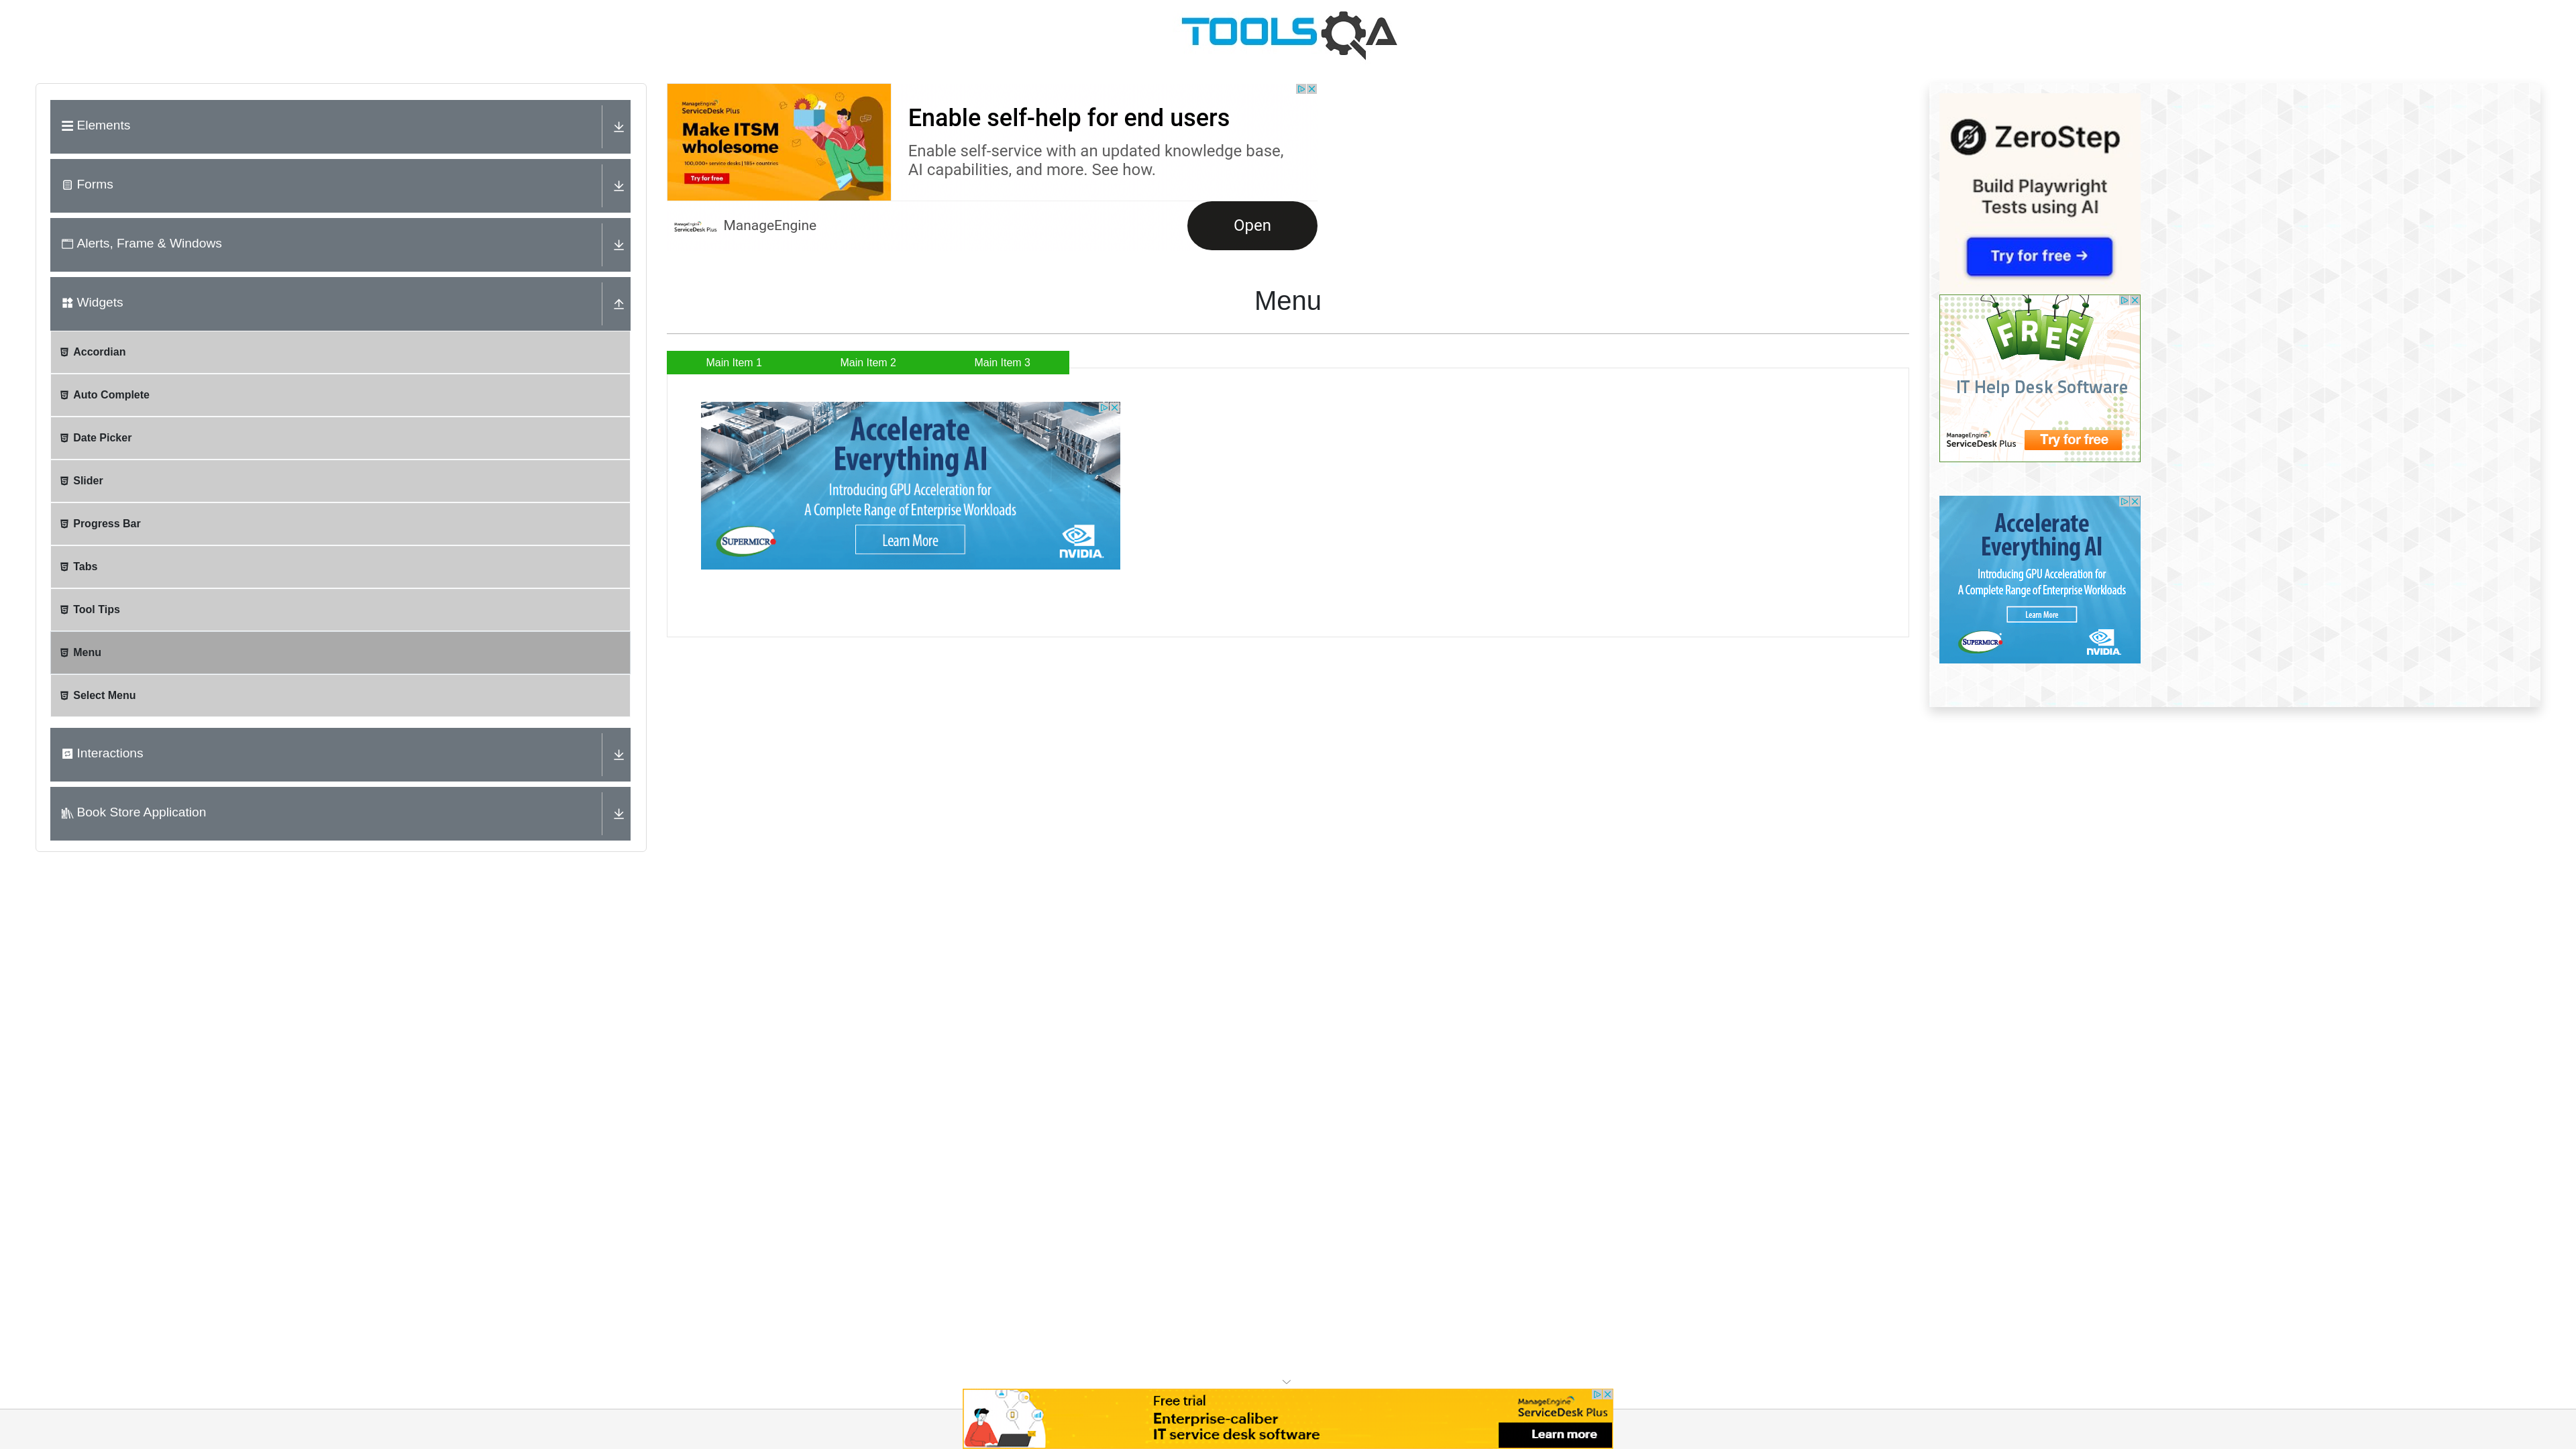 TOOLSQA
Elements
Forms
Alerts, Frame & Windows
Widgets
Accordian
Auto Complete
Date Picker
Slider
Progress Bar
Tabs
Tool Tips
Menu
Select Menu
Interactions
Book Store Application
ManageEngine
ServiceDesk Plus
Make ITSM
wholesome
100,000+ service desks | 185+ countries
Try for free
Enable self-help for end users
Enable self-service with an updated knowledge base,
AI capabilities, and more. See how.
ManageEngine
ServiceDesk Plus
ManageEngine
Open
Menu
Main Item 1
Main Item 2
Main Item 3
Accelerate
Everything AI
Introducing GPU Acceleration for
A Complete Range of Enterprise Workloads
Learn More
SUPERMICR
NVIDIA.
ZeroStep
Build Playwright
Tests using AI
Try for free →
FREE
IT Help Desk Software
ManageEngine
ServiceDesk Plus
Try for free
Accelerate
Everything AI
Introducing GPU Acceleration for
A Complete Range of Enterprise Workloads
Learn More
SUPERMICR
NVIDIA.
Free trial
Enterprise-caliber
IT service desk software
ManageEngine
ServiceDesk Plus
Learn more